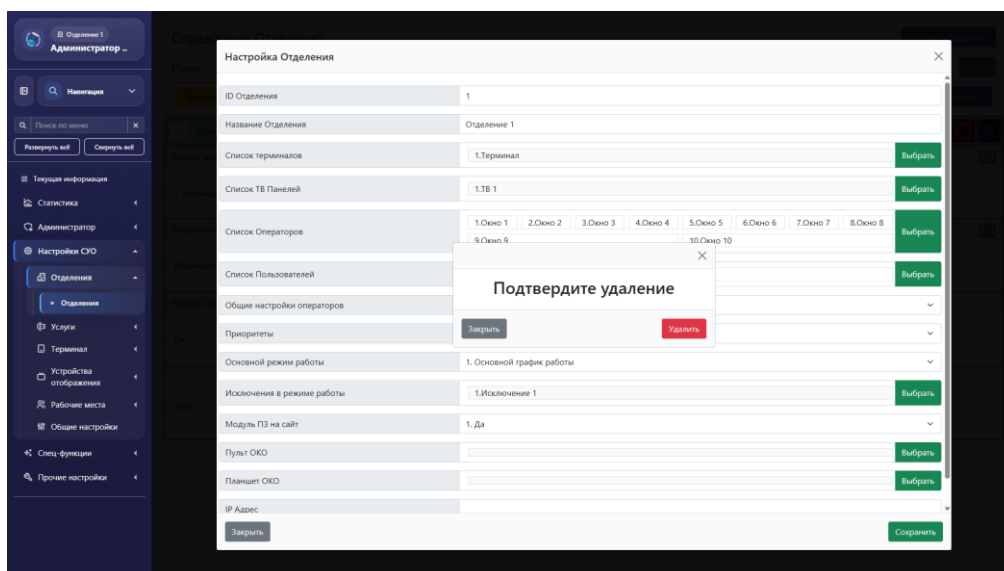 Отделение 1
Администратор ..
Навигация
Поиск по меню
Развернуть всё Свернуть всё
Текущая информация
Статистика
Администратор
Настройки СУО
Отделения
Отделения
Услуги
Терминал
Устройства
отображения
Рабочие места
Общие настройки
Спец-функции
Прочие настройки
Настройка Отделения
ID Отделения 1
Название Отделения Отделение 1
Список терминалов 1.Терминал Выбрать
Список ТВ Панелей 1.ТВ 1 Выбрать
Список Операторов 1.Окно 1 2.Окно 2 3.Окно 3 4.Окно 4 5.Окно 5 6.Окно 6 7.Окно 7 8.Окно 8 Выбрать
9.Окно 9 10.Окно 10
Список Пользователей Выбрать
Подтвердите удаление
Общие настройки операторов
Закрыть Удалить
Приоритеты
Основной режим работы 1. Основной график работы
Исключения в режиме работы 1.Исключение 1 Выбрать
Модуль ПЗ на сайт 1. Да
Пульт ОКО Выбрать
Планшет ОКО Выбрать
IP Адрес
Закрыть Сохранить